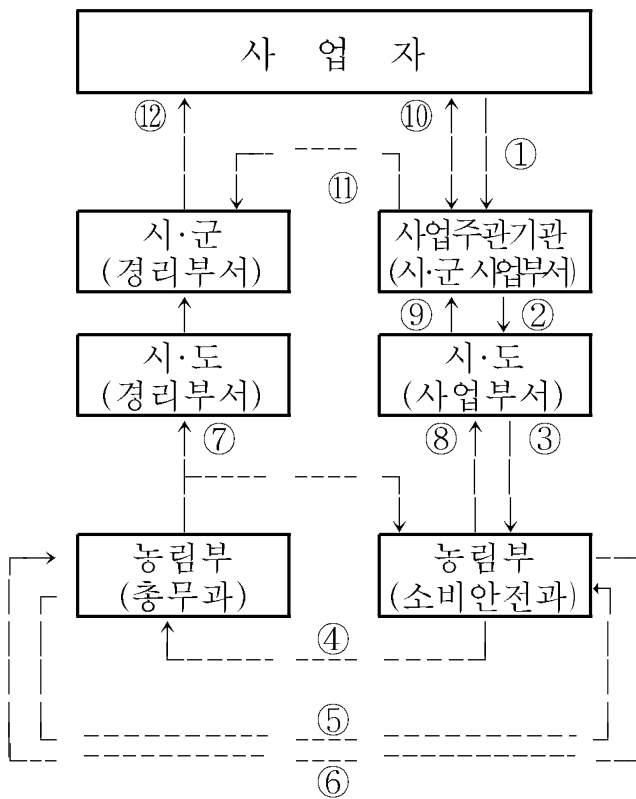 사 업 자
⑫
⑩
①
⑪
시·군
(경리부서)
사업주관기관
(시·군 사업부서)
⑨
②
시·도
(경리부서)
시·도
(사업부서)
⑦
⑧
③
농림부
(총무과)
농림부
(소비안전과)
④
⑤
⑥